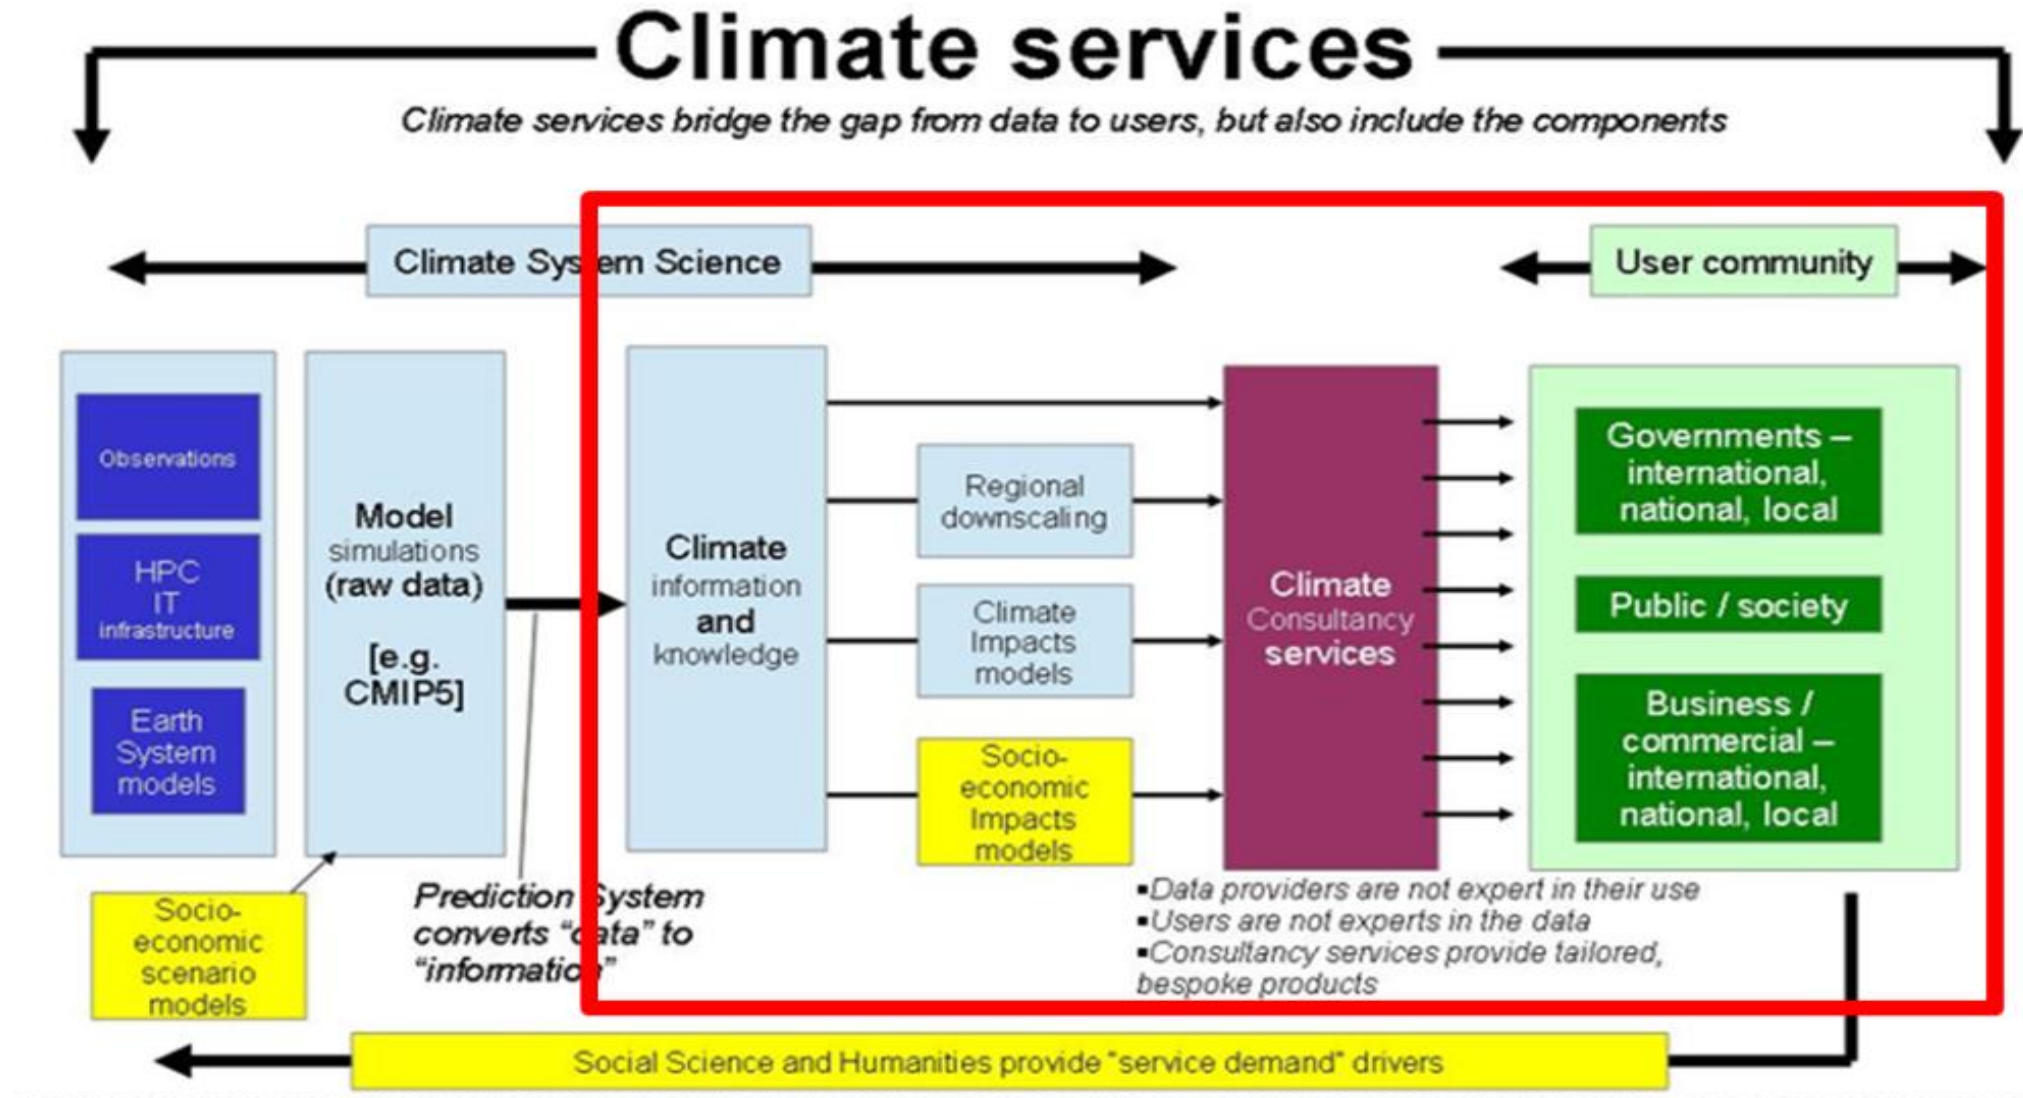 Climate services
Climate services bridge the gap from data to users, but also include the components
Climate System Science
User community
Observations
HPC
IT
infrastructure
Earth
System
models
Model
simulations
(raw data)
[e.g.
CMIP5]
Climate
information
and
knowledge
Regional
downscaling
Climate
Impacts
models
Socio-
economic
Impacts
models
Climate
Consultancy
services
Governments –
international,
national, local
Public / society
Business /
commercial –
international,
national, local
Socio-
economic
scenario
models
Prediction System
converts “data” to
“information”
▪Data providers are not expert in their use
▪Users are not experts in the data
▪Consultancy services provide tailored,
bespoke products
Social Science and Humanities provide "service demand" drivers